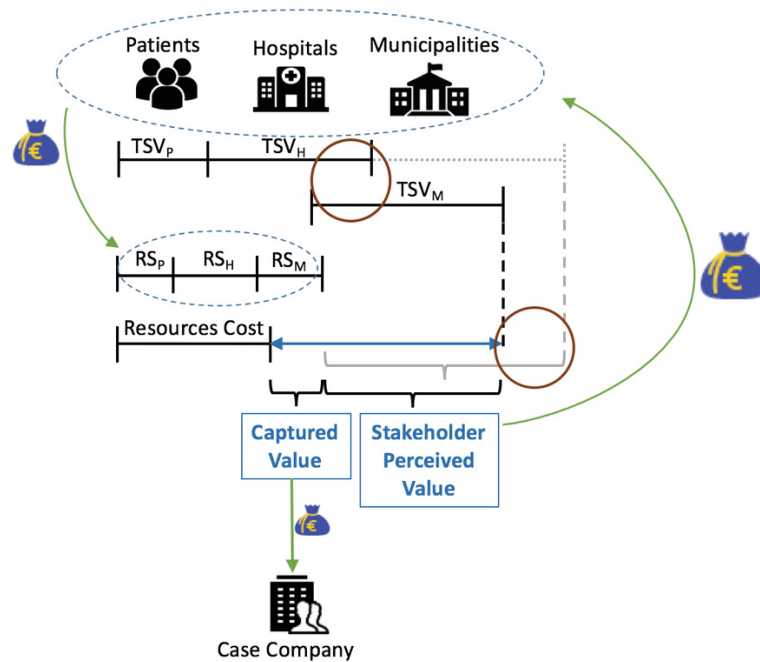 Patients
Hospitals
Municipalities
€
TSVP
TSVH
TSVM
RSP
RSH
RSM
€
Resources Cost
Captured
Value
Stakeholder
Perceived
Value
€
Case Company